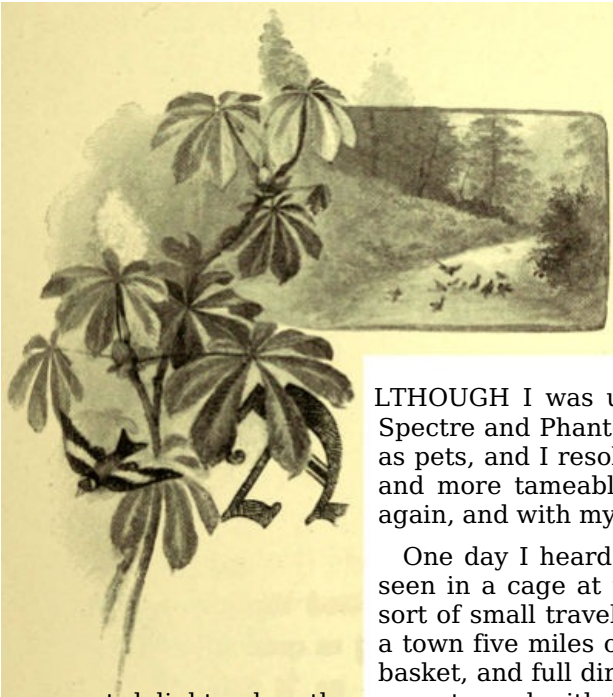 ALTHOUGH I was u
Spectre and Phant
as pets, and I resol
and more tameabl
again, and with my
One day I heard
seen in a cage at
sort of small travel
a town five miles o
basket, and full dir